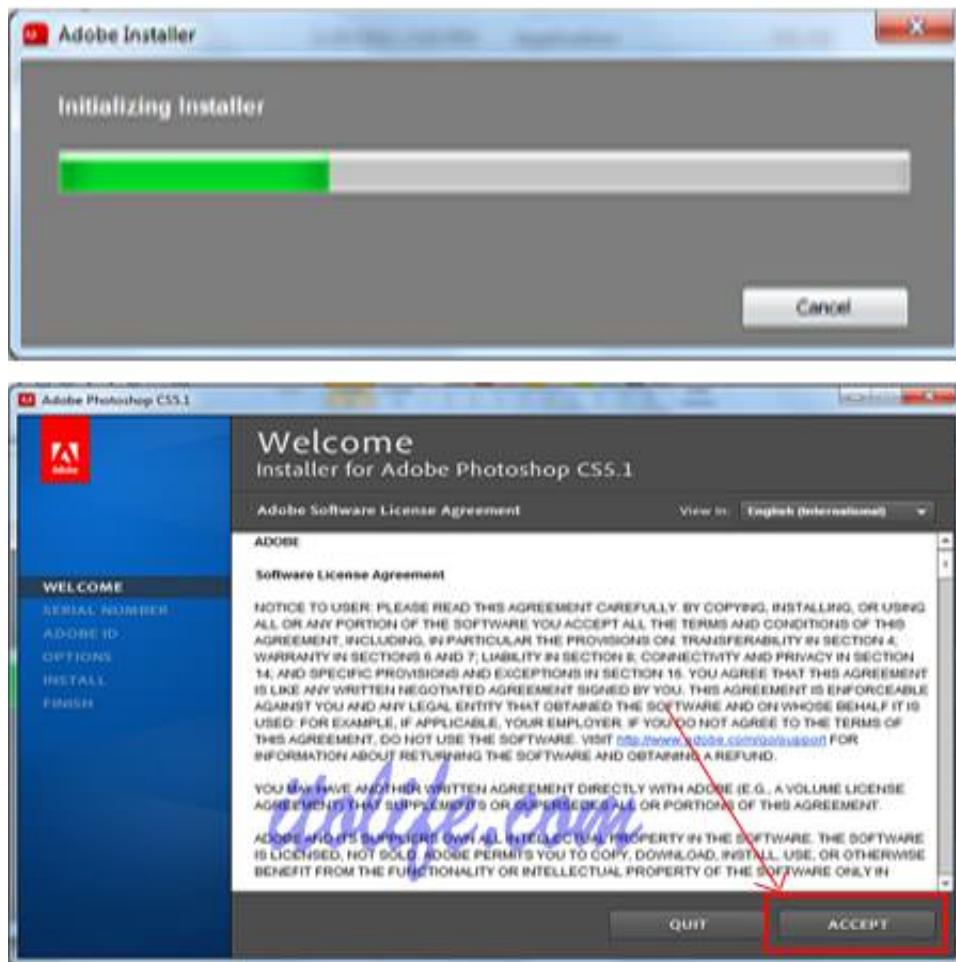 Adobe Installer
Initializing Installer
Cancel
Adobe Photoshop CS5.1
Adobe
Welcome
Installer for Adobe Photoshop CS5.1
Adobe Software License Agreement
View in: English (International)
WELCOME
SERIAL NUMBER
ADOBE ID
OPTIONS
INSTALL
FINISH
ADOBE
Software License Agreement
NOTICE TO USER: PLEASE READ THIS AGREEMENT CAREFULLY. BY COPYING, INSTALLING, OR USING
ALL OR ANY PORTION OF THE SOFTWARE YOU ACCEPT ALL THE TERMS AND CONDITIONS OF THIS
AGREEMENT, INCLUDING, IN PARTICULAR THE PROVISIONS ON: TRANSFERABILITY IN SECTION 4;
WARRANTY IN SECTIONS 6 AND 7; LIABILITY IN SECTION 8; CONNECTIVITY AND PRIVACY IN SECTION
14; AND SPECIFIC PROVISIONS AND EXCEPTIONS IN SECTION 16. YOU AGREE THAT THIS AGREEMENT
IS LIKE ANY WRITTEN NEGOTIATED AGREEMENT SIGNED BY YOU. THIS AGREEMENT IS ENFORCEABLE
AGAINST YOU AND ANY LEGAL ENTITY THAT OBTAINED THE SOFTWARE AND ON WHOSE BEHALF IT IS
USED: FOR EXAMPLE, IF APPLICABLE, YOUR EMPLOYER. IF YOU DO NOT AGREE TO THE TERMS OF
THIS AGREEMENT, DO NOT USE THE SOFTWARE. VISIT http://www.adobe.com/go/support FOR
INFORMATION ABOUT RETURNING THE SOFTWARE AND OBTAINING A REFUND.
YOU MAY HAVE ANOTHER WRITTEN AGREEMENT DIRECTLY WITH ADOBE (E.G., A VOLUME LICENSE
AGREEMENT) THAT SUPPLEMENTS OR SUPERSEDES ALL OR PORTIONS OF THIS AGREEMENT.
itolife.com
ADOBE AND ITS SUPPLIERS OWN ALL INTELLECTUAL PROPERTY IN THE SOFTWARE. THE SOFTWARE
IS LICENSED, NOT SOLD. ADOBE PERMITS YOU TO COPY, DOWNLOAD, INSTALL, USE, OR OTHERWISE
BENEFIT FROM THE FUNCTIONALITY OR INTELLECTUAL PROPERTY OF THE SOFTWARE ONLY IN
QUIT
ACCEPT